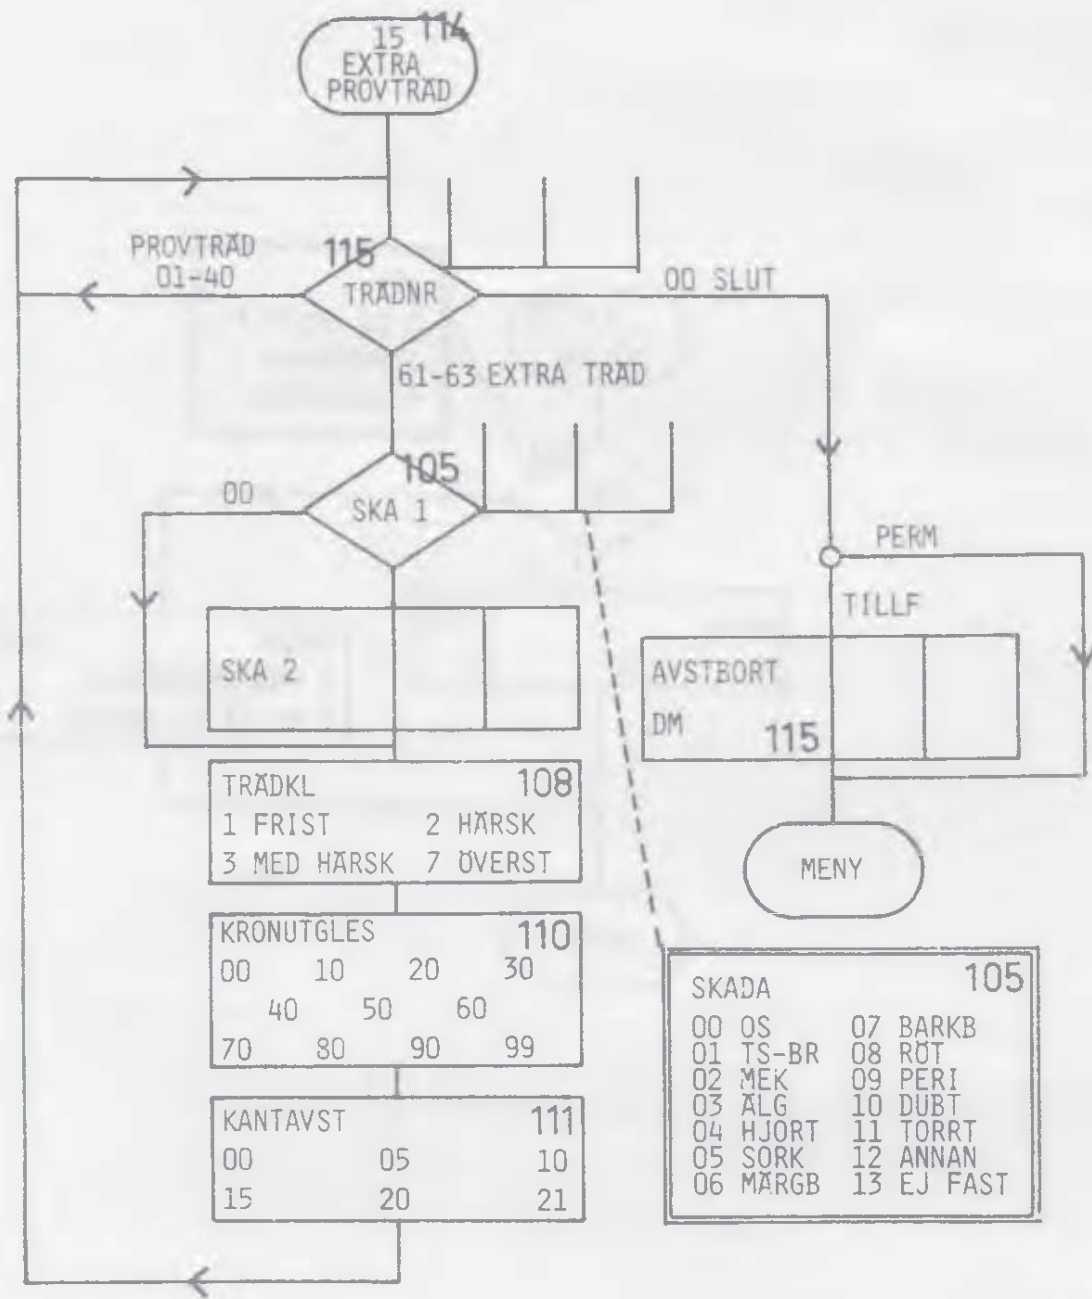 15 114
EXTRA
PROVTRÄD
PROVTRÄD
01-40
115
TRÄDNR
00 SLUT
61-63 EXTRA TRÄD
00
105
SKA 1
PERM
TILLF
SKA 2
AVSTBORT
DM 115
TRÄDKL 108
1 FRIST 2 HÄRSK
3 MED HÄRSK 7 ÖVERST
MENY
KRONUTGLES 110
00 10 20 30
40 50 60
70 80 90 99
KANTAVST 111
00 05 10
15 20 21
SKADA 105
00 OS 07 BARKB
01 TS-BR 08 RÖT
02 MEK 09 PERI
03 ÄLG 10 DUBT
04 HJORT 11 TORRT
05 SORK 12 ANNAN
06 MÄRGB 13 EJ FAST